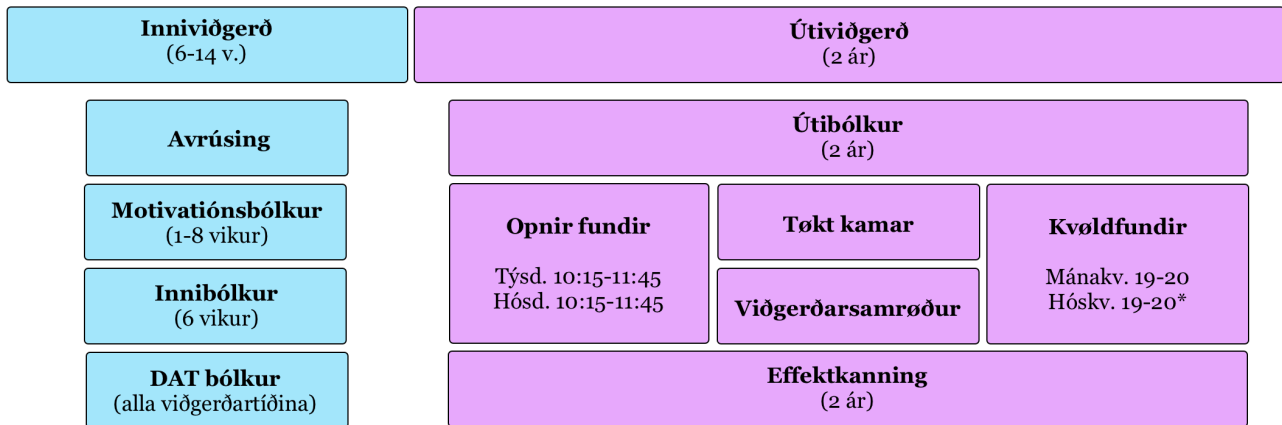 Inniviðgerð
(6-14 v.)
Útiviðgerð
(2 ár)
Avrúsing
Útibólkur
(2 ár)
Motivatiónsbólkur
(1-8 vikur)
Opnir fundir
Týsd. 10:15-11:45
Hósd. 10:15-11:45
Tøkt kamar
Kvøldfundir
Mánakv. 19-20
Hóskv. 19-20*
Innibólkur
(6 vikur)
Viðgerðarsamrøður
DAT bólkur
(alla viðgerðartíðina)
Effektkanning
(2 ár)